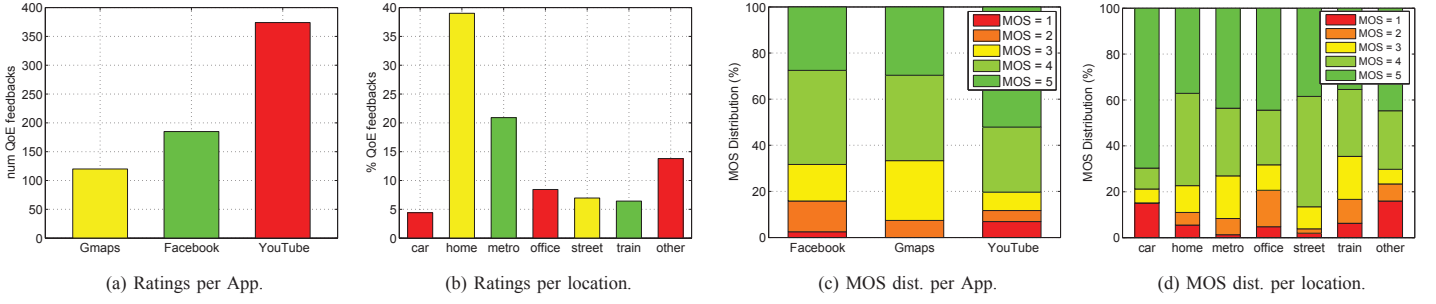 400
350
300
250
200
150
100
50
0
num QoE feedbacks
Gmaps Facebook YouTube
(a) Ratings per App.
40
35
30
25
20
15
10
5
0
% QoE feedbacks
car home metro office street train other
(b) Ratings per location.
100
80
60
40
20
0
MOS Distribution (%)
MOS = 1
MOS = 2
MOS = 3
MOS = 4
MOS = 5
Facebook Gmaps YouTube
(c) MOS dist. per App.
100
80
60
40
20
0
MOS Distribution (%)
MOS = 1
MOS = 2
MOS = 3
MOS = 4
MOS = 5
car home metro office street train other
(d) MOS dist. per location.